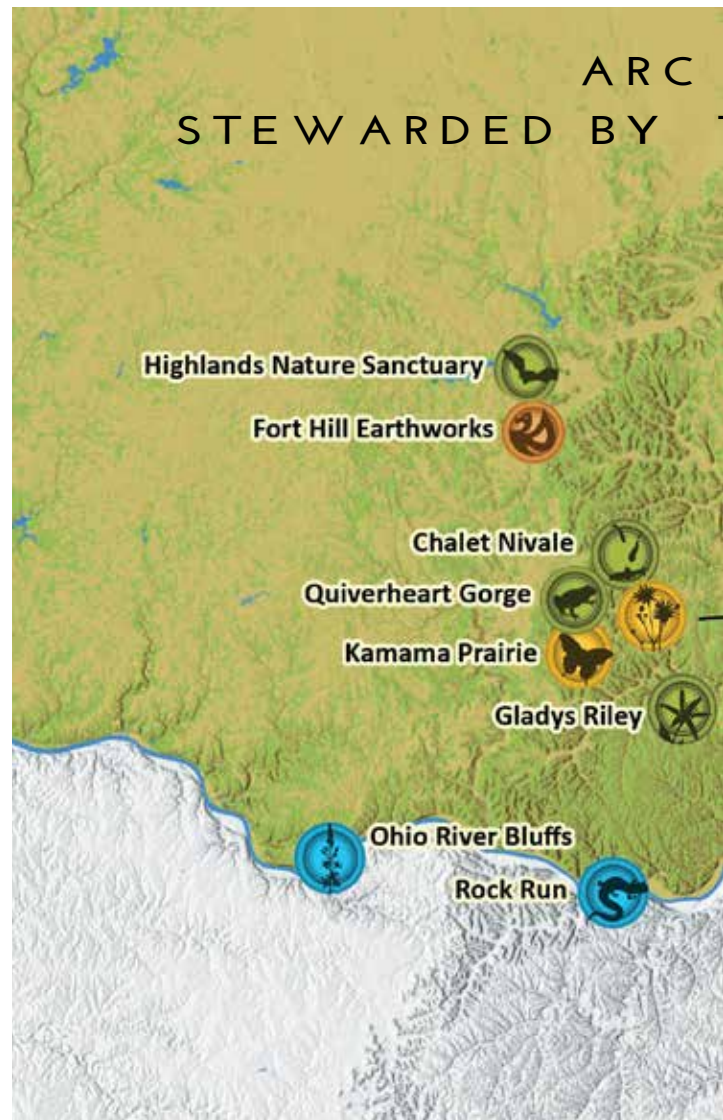 ARC
STEWARDED BY
Highlands Nature Sanctuary
Fort Hill Earthworks
Chalet Nivale
Quiverheart Gorge
Kamama Prairie
Gladys Riley
Ohio River Bluffs
Rock Run